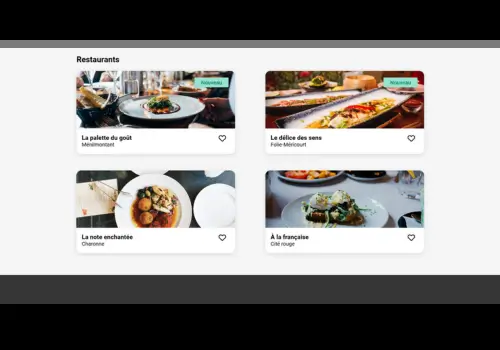 Restaurants
Nouveau
Nouveau
La palette du goût
Ménilmontant
Le délice des sens
Folie-Méricourt
La note enchantée
Charonne
À la française
Cité rouge